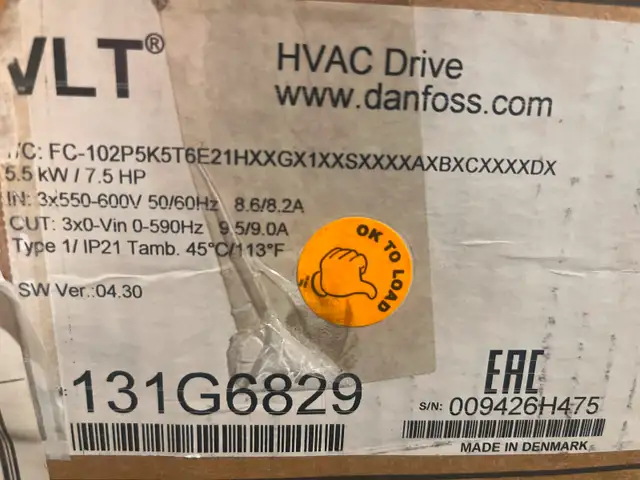 VLT®
HVAC Drive
www.danfoss.com
/C: FC-102P5K5T6E21HXXGX1XXSXXXXAXBXCXXXXDX
5.5 kW / 7.5 HP
IN: 3x550-600V 50/60Hz 8.6/8.2A
OUT: 3x0-Vin 0-590Hz 9.5/9.0A
Type 1/ IP21 Tamb. 45°C/113°F
SW Ver.:04.30
OK TO LOAD
131G6829
EAC
S/N: 009426H475
MADE IN DENMARK